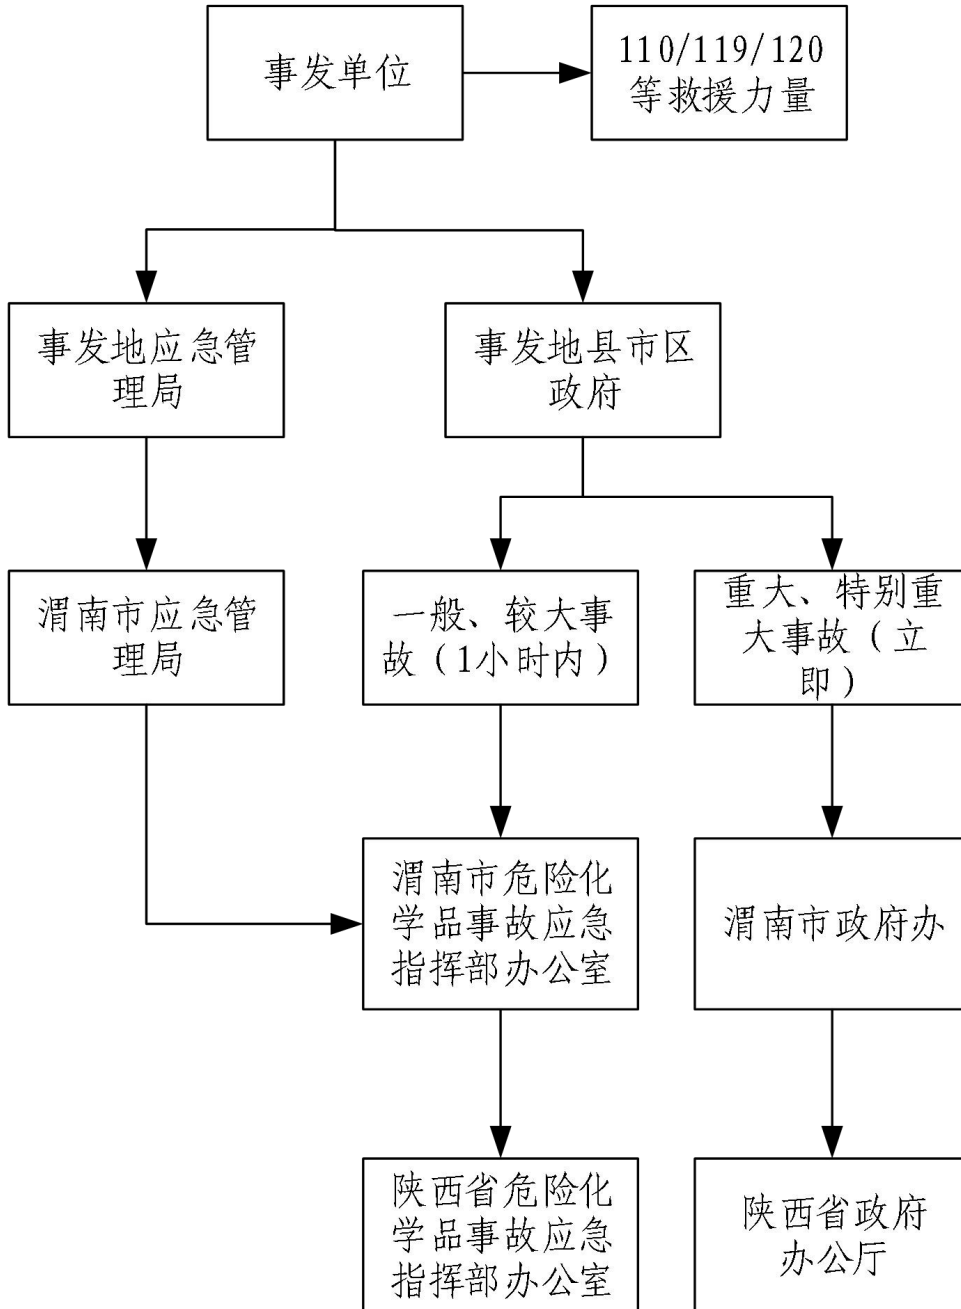 事发单位
110/119/120
等救援力量
事发地应急管
理局
事发地县市区
政府
渭南市应急管
理局
一般、较大事
故（1小时内）
重大、特别重
大事故（立
即）
渭南市危险化
学品事故应急
指挥部办公室
渭南市政府办
陕西省危险化
学品事故应急
指挥部办公室
陕西省政府
办公厅